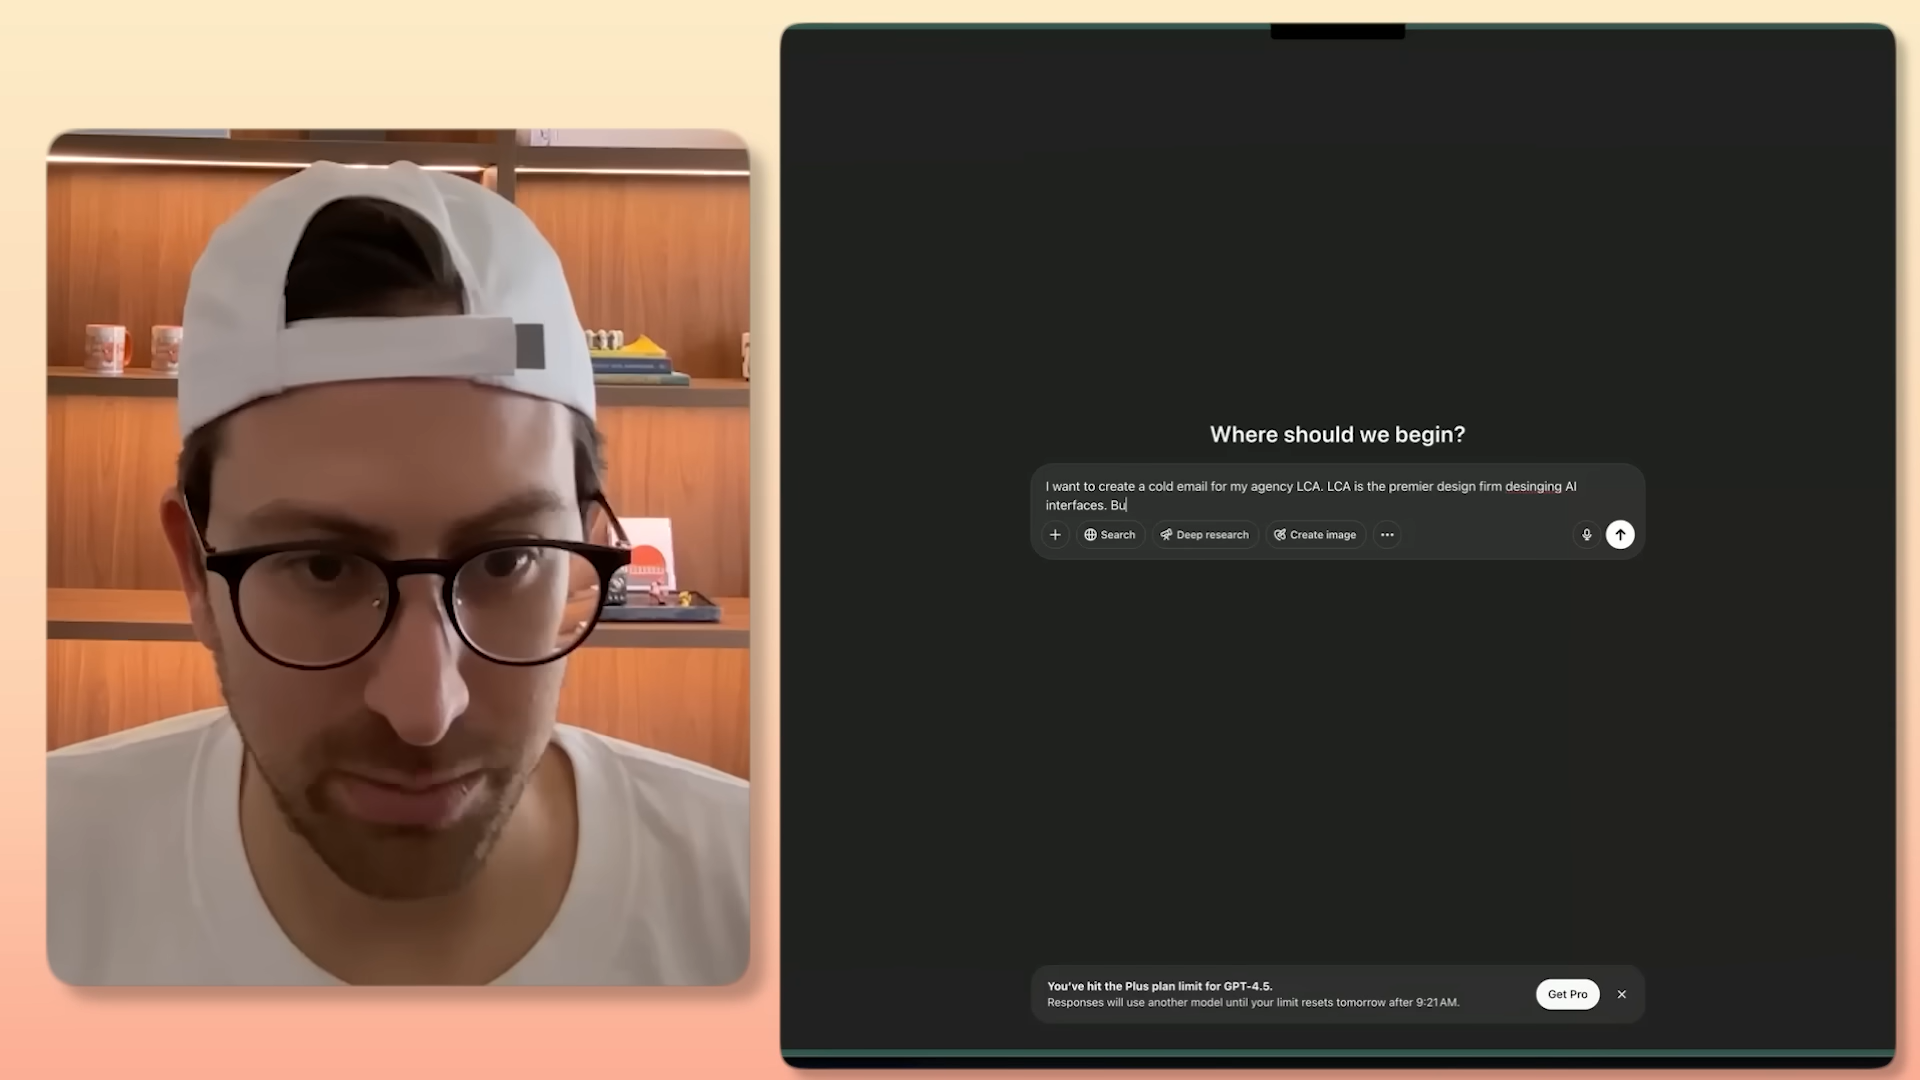 Where should we begin?
I want to create a cold email for my agency LCA. LCA is the premier design firm desinging AI
interfaces. Bu
Search
Deep research
Create image
You've hit the Plus plan limit for GPT-4.5.
Responses will use another model until your limit resets tomorrow after 9:21 AM.
Get Pro